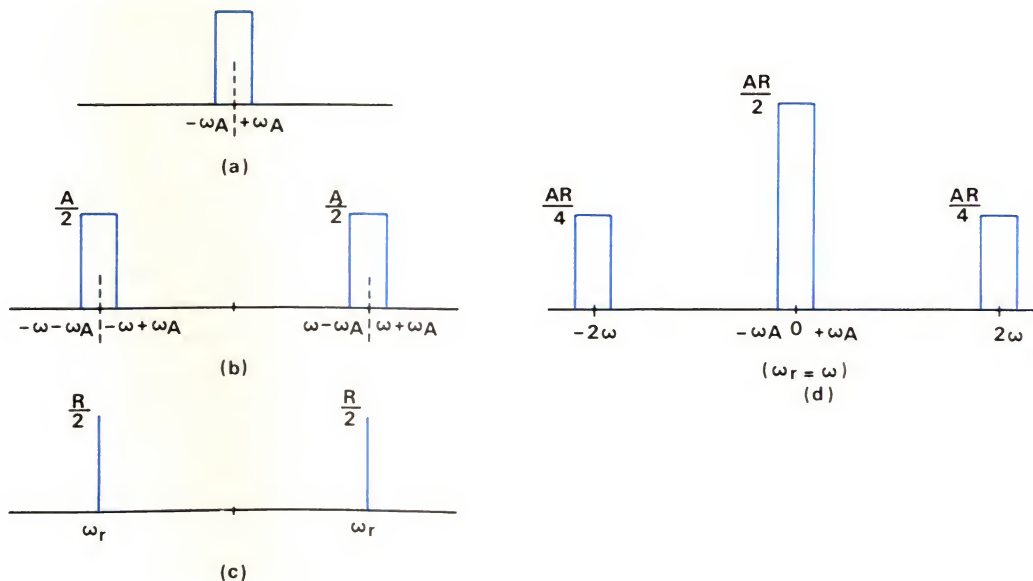 -ωA +ωA
(a)
A/2
A/2
-ω-ωA -ω+ωA
ω-ωA ω+ωA
(b)
R/2
R/2
ωr
ωr
(c)
AR/2
AR/4
AR/4
-2ω
-ωA 0 +ωA
2ω
(ωr = ω)
(d)